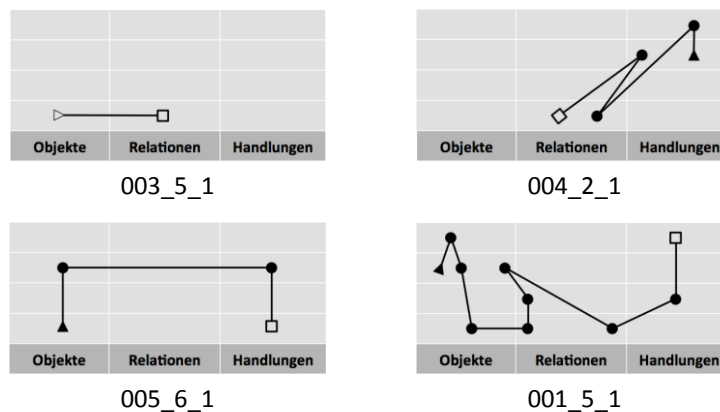 Objekte Relationen Handlungen
003_5_1
Objekte Relationen Handlungen
004_2_1
Objekte Relationen Handlungen
005_6_1
Objekte Relationen Handlungen
001_5_1